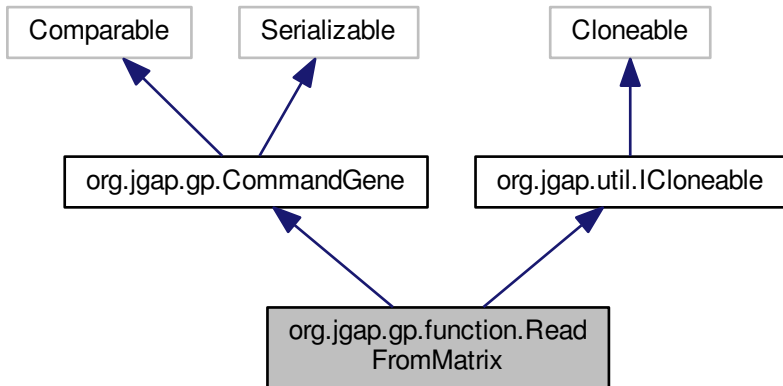 Comparable
Serializable
Cloneable
org.jgap.gp.CommandGene
org.jgap.util.ICloneable
org.jgap.gp.function.Read
FromMatrix